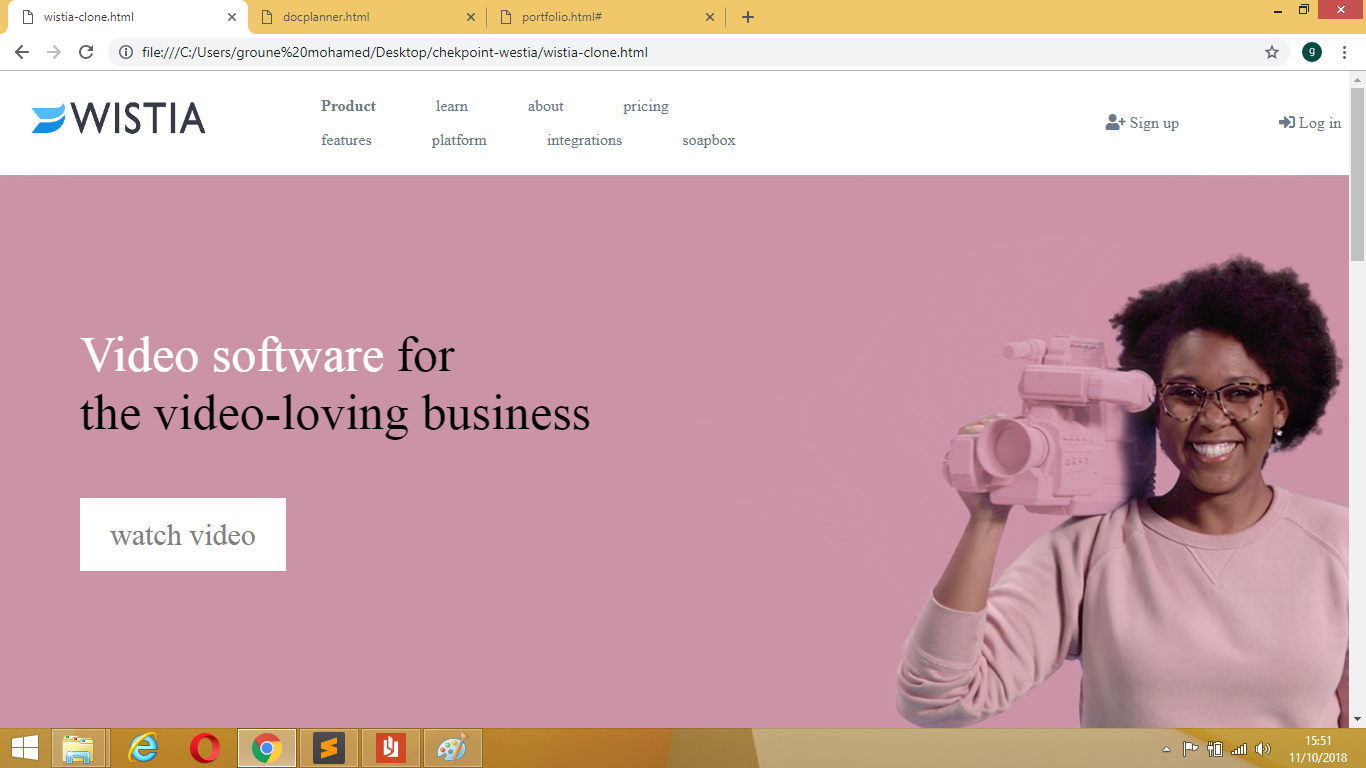 wistia-clone.html
docplanner.html
portfolio.html#
file:///C:/Users/groune%20mohamed/Desktop/chekpoint-westia/wistia-clone.html
g
WISTIA
Product learn about pricing
features platform integrations soapbox
Sign up
Log in
Video software for
the video-loving business
watch video
15:51
11/10/2018